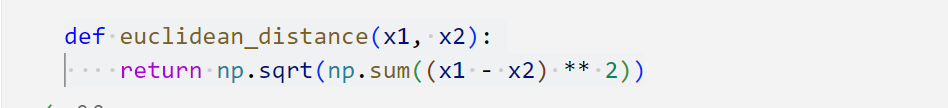 def euclidean_distance(x1, x2):
    return np.sqrt(np.sum((x1 - x2) ** 2))